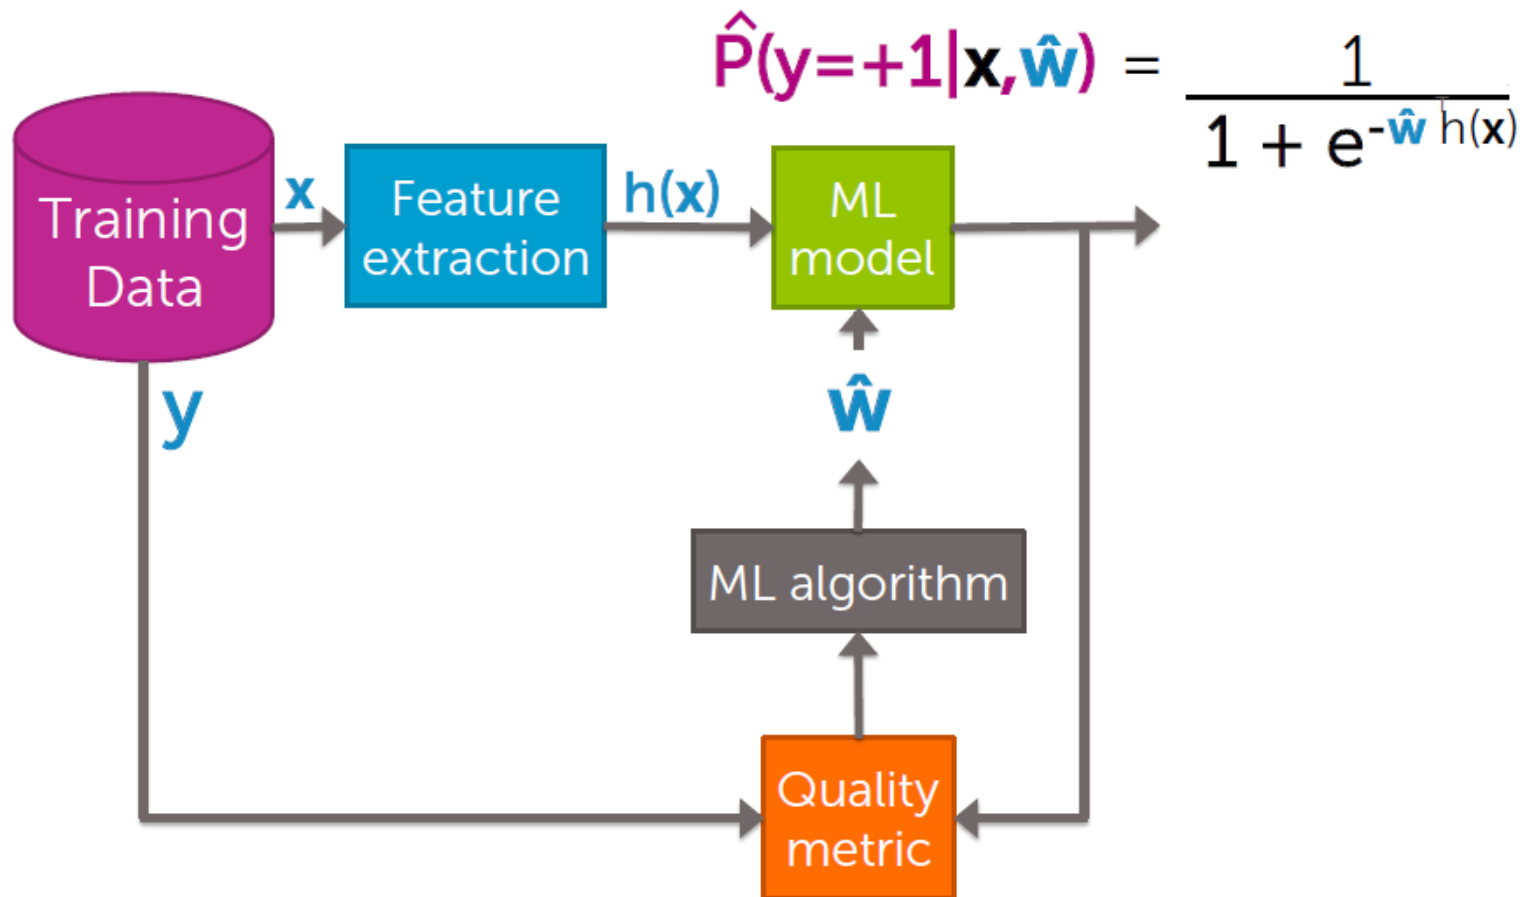 P̂(y=+1|x,ŵ) = 1
1 + e^-ŵ^T h(x)
Training
Data
x
Feature
extraction
h(x)
ML
model
y
ŵ
ML algorithm
Quality
metric